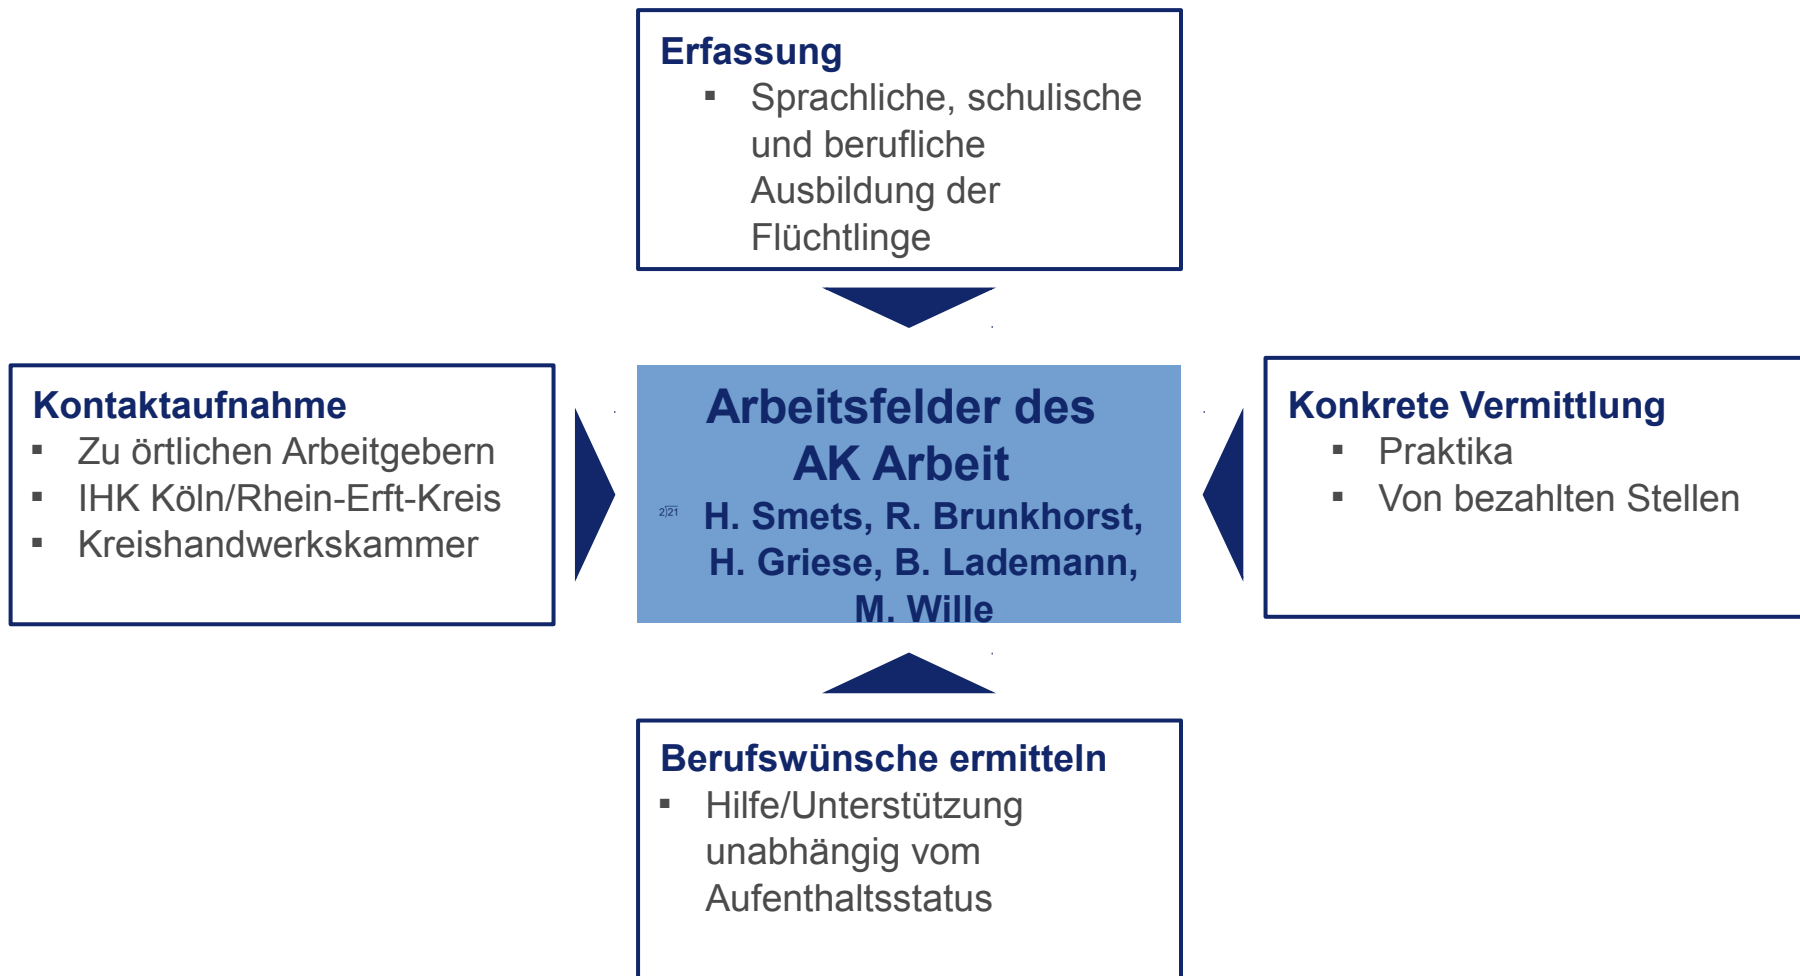 Erfassung
▪ Sprachliche, schulische
und berufliche
Ausbildung der
Flüchtlinge
Kontaktaufnahme
▪ Zu örtlichen Arbeitgebern
▪ IHK Köln/Rhein-Erft-Kreis
▪ Kreishandwerkskammer
Arbeitsfelder des
AK Arbeit
H. Smets, R. Brunkhorst,
H. Griese, B. Lademann,
M. Wille
Konkrete Vermittlung
▪ Praktika
▪ Von bezahlten Stellen
Berufswünsche ermitteln
▪ Hilfe/Unterstützung
unabhängig vom
Aufenthaltsstatus